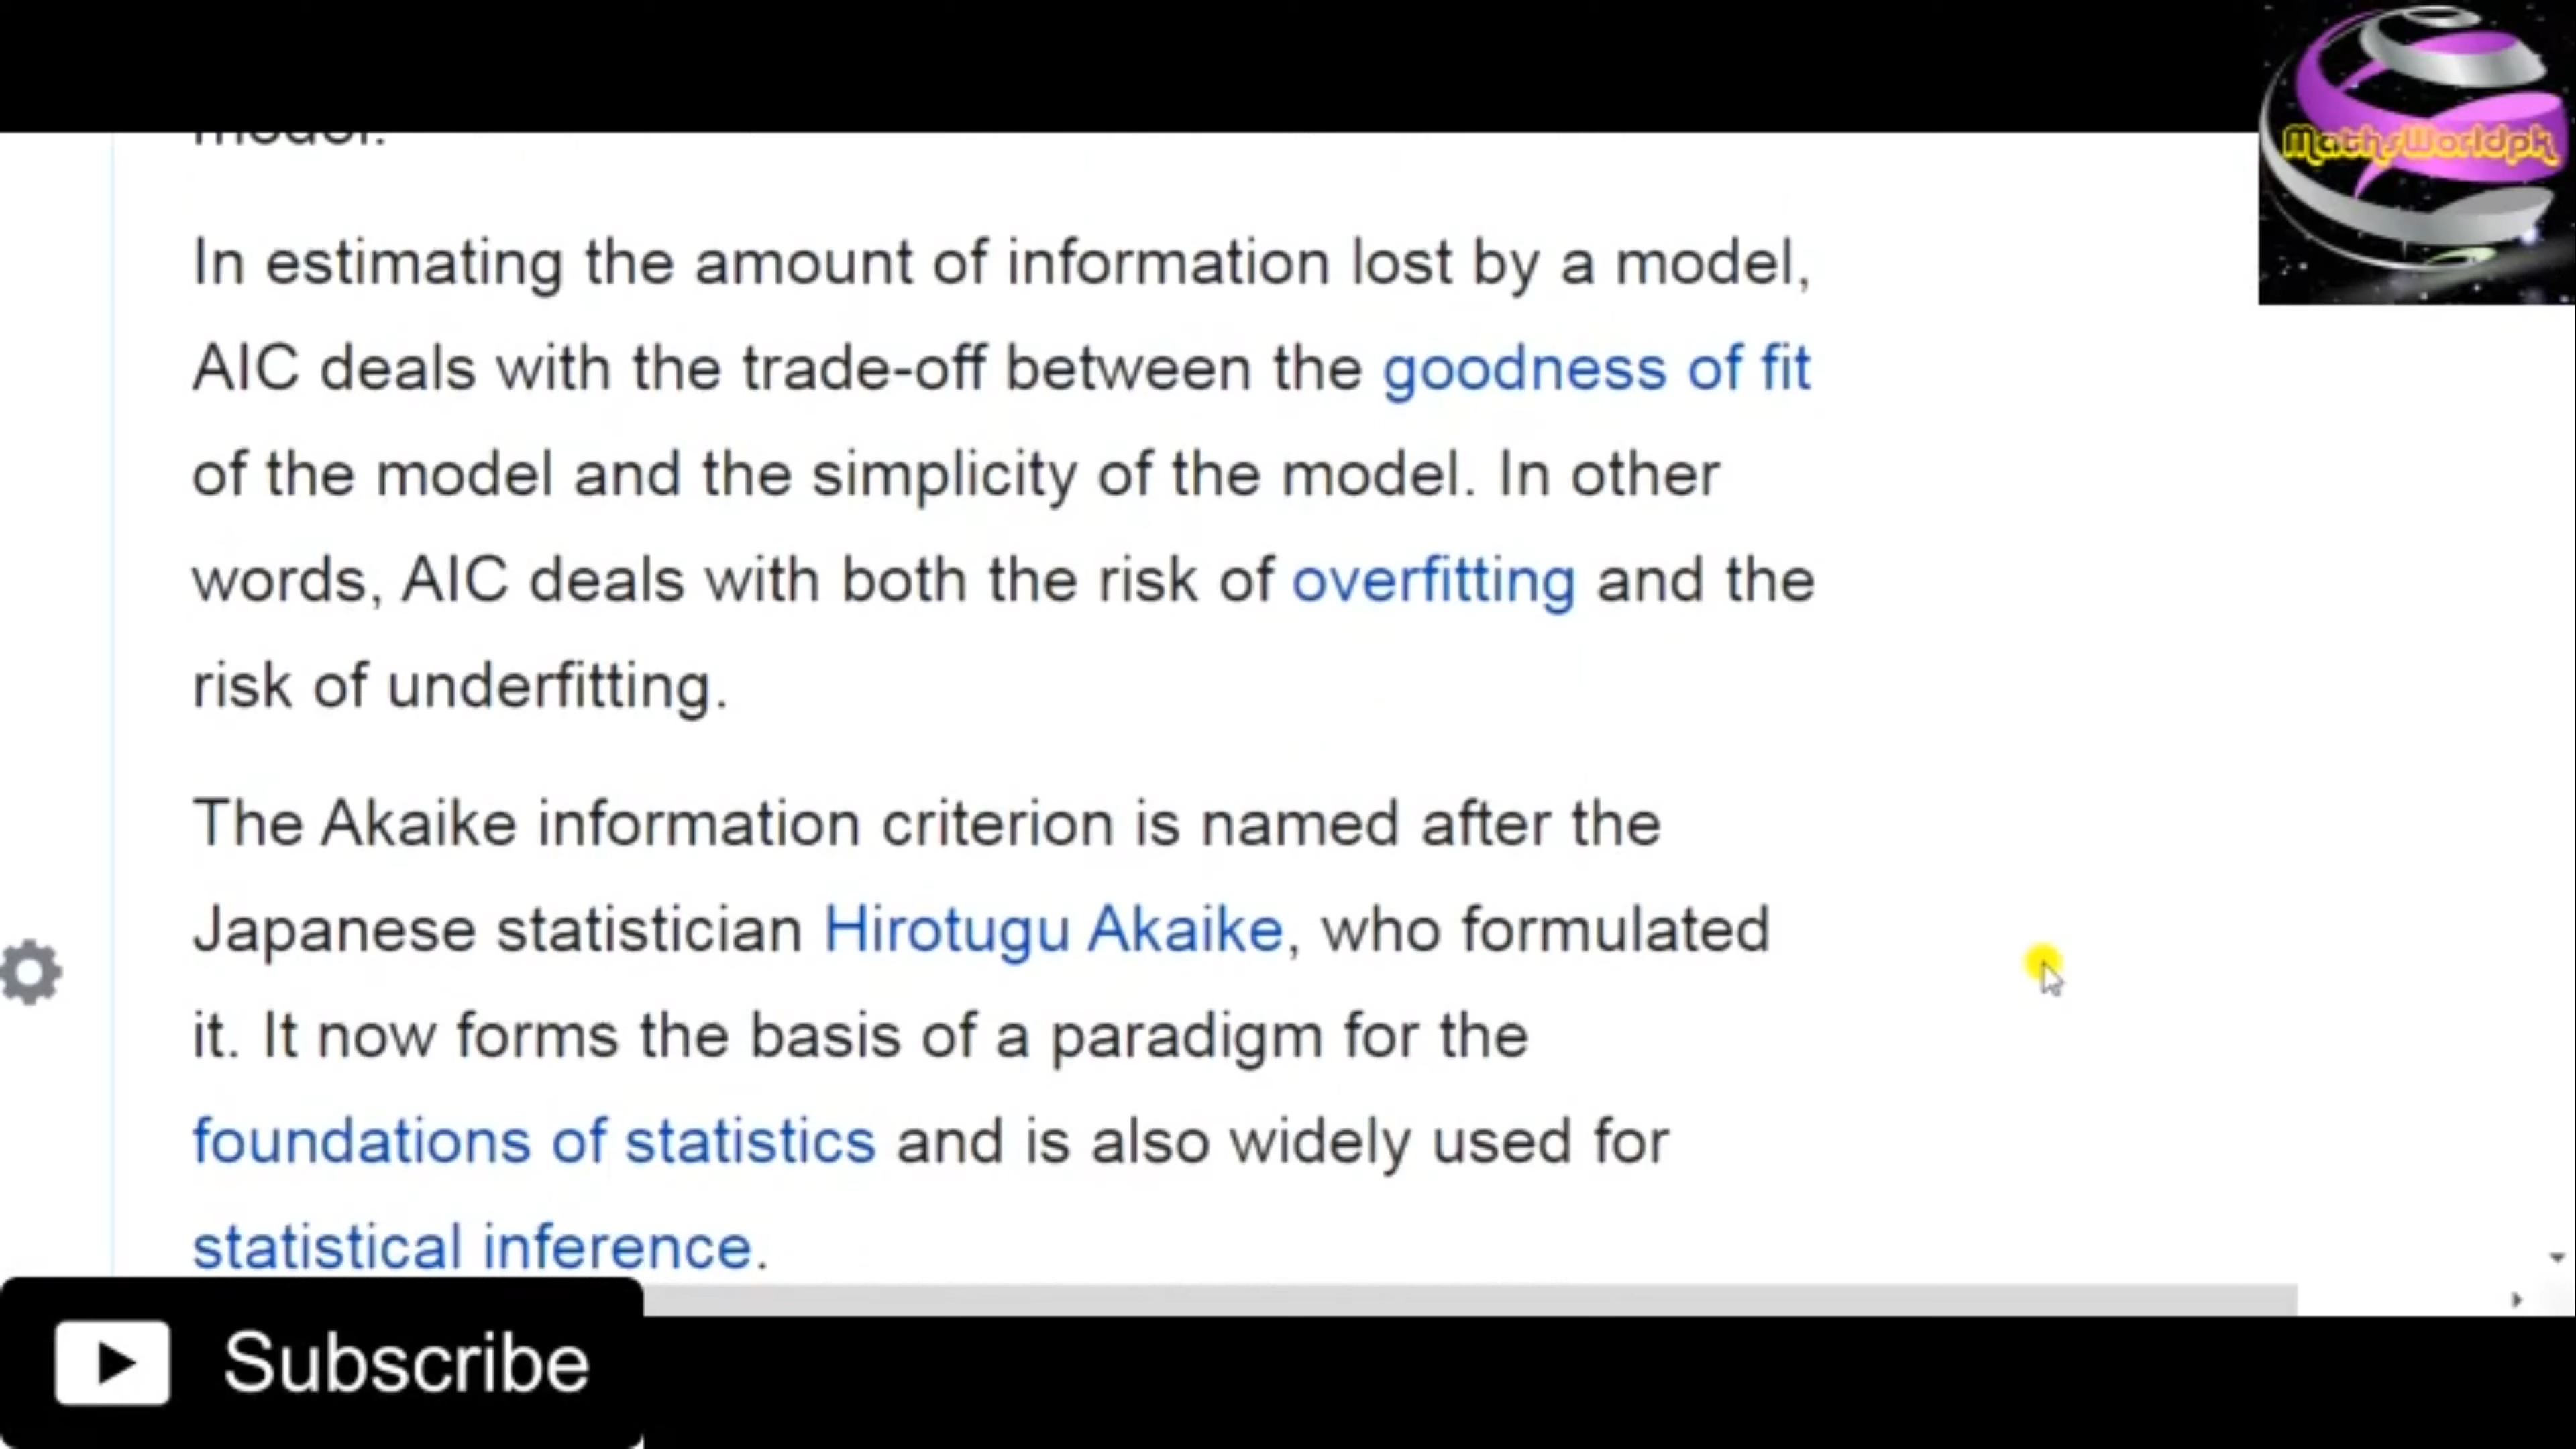 model.
MathsWorldpk
In estimating the amount of information lost by a model,
AIC deals with the trade-off between the goodness of fit
of the model and the simplicity of the model. In other
words, AIC deals with both the risk of overfitting and the
risk of underfitting.
The Akaike information criterion is named after the
Japanese statistician Hirotugu Akaike, who formulated
it. It now forms the basis of a paradigm for the
foundations of statistics and is also widely used for
statistical inference.
Subscribe